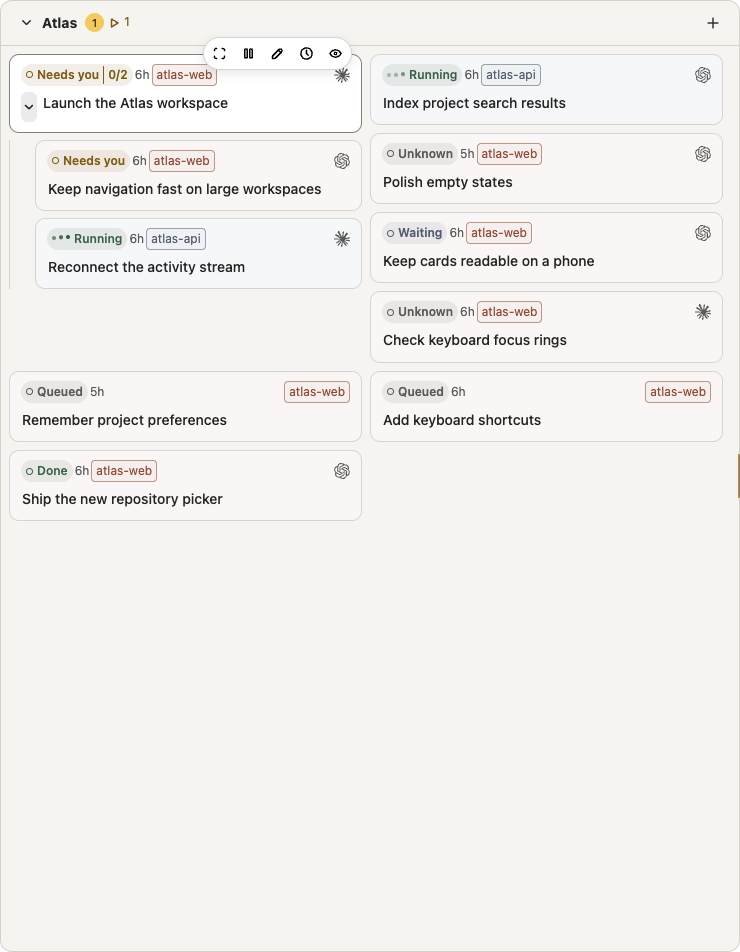 Atlas 1 1
Needs you 0/2 6h atlas-web
Launch the Atlas workspace
Needs you 6h atlas-web
Keep navigation fast on large workspaces
Running 6h atlas-api
Reconnect the activity stream
Running 6h atlas-api
Index project search results
Unknown 5h atlas-web
Polish empty states
Waiting 6h atlas-web
Keep cards readable on a phone
Unknown 6h atlas-web
Check keyboard focus rings
Queued 5h atlas-web
Remember project preferences
Queued 6h atlas-web
Add keyboard shortcuts
Done 6h atlas-web
Ship the new repository picker